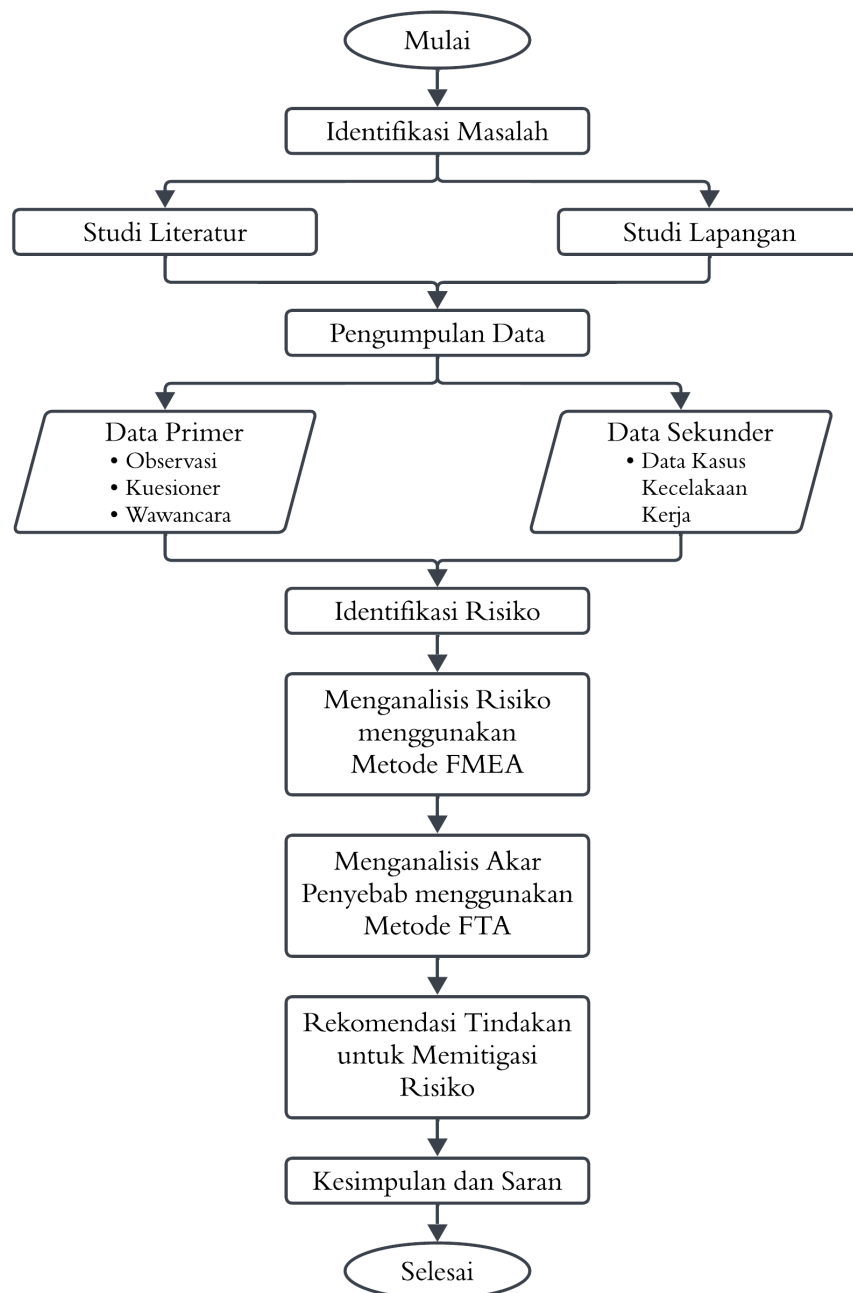 Mulai
Identifikasi Masalah
Studi Literatur
Studi Lapangan
Pengumpulan Data
Data Primer
• Observasi
• Kuesioner
• Wawancara
Data Sekunder
• Data Kasus
Kecelakaan
Kerja
Identifikasi Risiko
Menganalisis Risiko
menggunakan
Metode FMEA
Menganalisis Akar
Penyebab menggunakan
Metode FTA
Rekomendasi Tindakan
untuk Memitigasi
Risiko
Kesimpulan dan Saran
Selesai